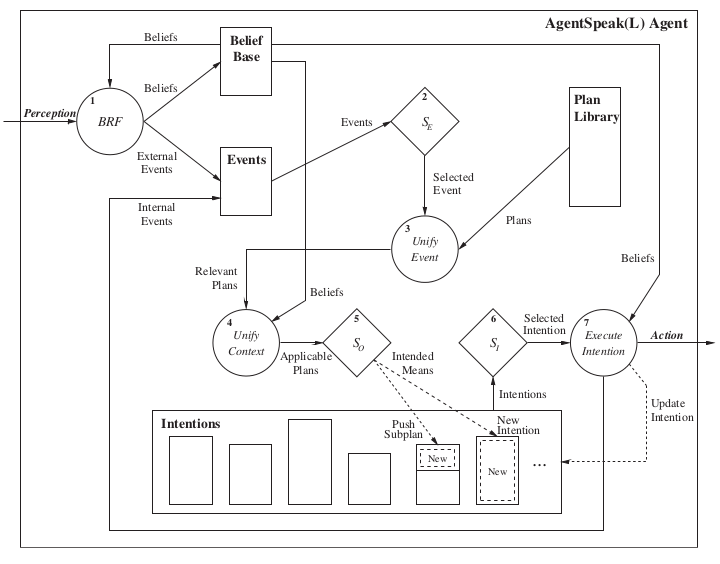 AgentSpeak(L) Agent
Beliefs
Belief
Base
Beliefs
Perception
1
BRF
2
S_E
Plan
Library
Events
External
Events
Events
Internal
Events
Selected
Event
3
Unify
Event
Plans
Relevant
Plans
Beliefs
Beliefs
4
Unify
Context
Applicable
Plans
5
S_O
Intended
Means
6
S_I
Selected
Intention
7
Execute
Intention
Action
Intentions
Update
Intention
Intentions
Push
Subplan
New
Intention
New
New
...